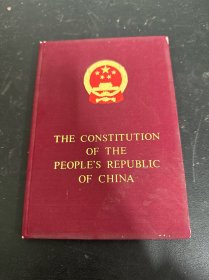 THE CONSTITUTION
OF THE
PEOPLE'S REPUBLIC
OF CHINA